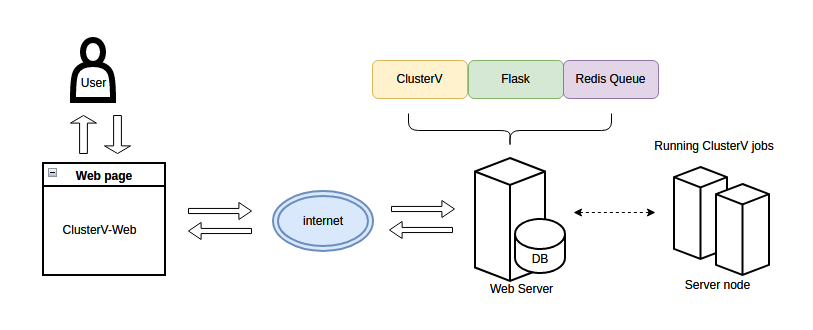 User
ClusterV
Flask
Redis Queue
Web page
ClusterV-Web
internet
DB
Web Server
Running ClusterV jobs
Server node